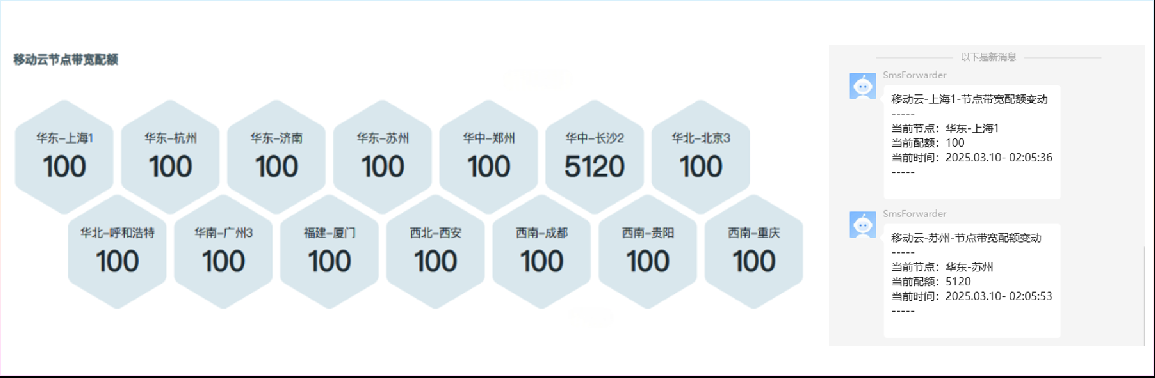 移动云节点带宽配额
华东-上海1
100
华东-杭州
100
华东-济南
100
华东-苏州
100
华中-郑州
100
华中-长沙2
5120
华北-北京3
100
华北-呼和浩特
100
华南-广州3
100
福建-厦门
100
西北-西安
100
西南-成都
100
西南-贵阳
100
西南-重庆
100
以下是新消息
SmsForwarder
移动云-上海1-节点带宽配额变动
-----
当前节点：华东-上海1
当前配额：100
当前时间：2025.03.10- 02:05:36
-----
SmsForwarder
移动云-苏州-节点带宽配额变动
-----
当前节点：华东-苏州
当前配额：5120
当前时间：2025.03.10- 02:05:53
-----